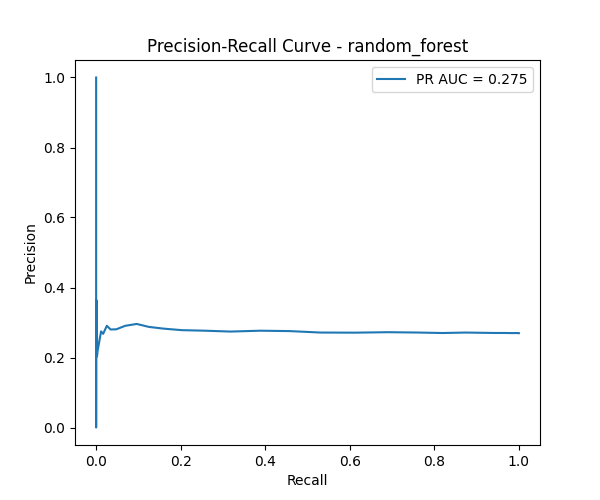 Precision-Recall Curve - random_forest
PR AUC = 0.275
1.0
0.8
0.6
0.4
0.2
0.0
Precision
0.0 0.2 0.4 0.6 0.8 1.0
Recall